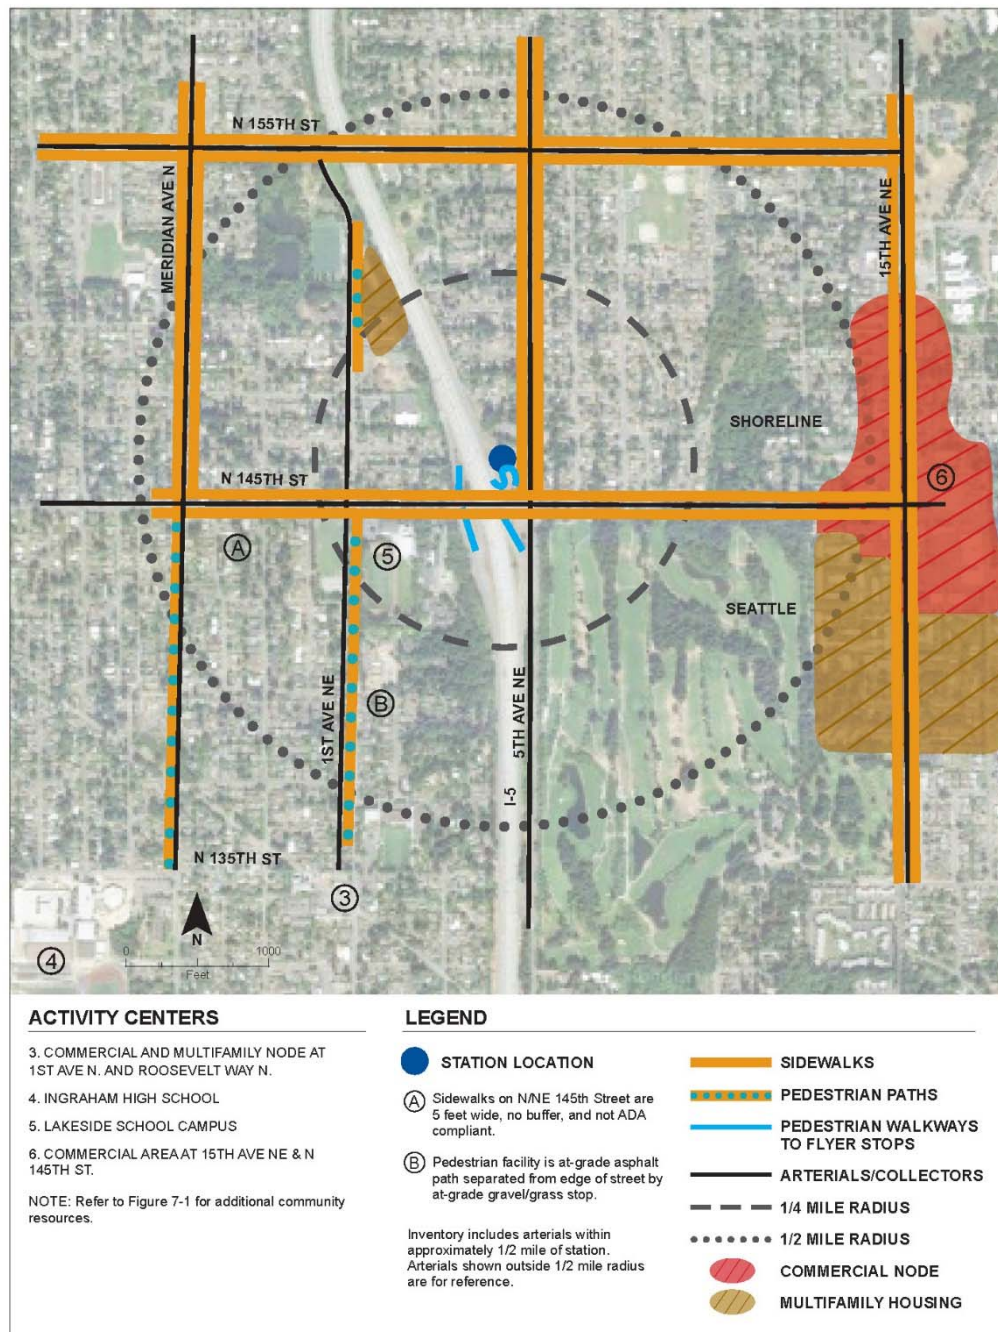 N 155TH ST
MERIDIAN AVE N
15TH AVE NE
SHORELINE
N 145TH ST
6
A
5
SEATTLE
B
1ST AVE NE
5TH AVE NE
I-5
N 135TH ST
3
N
0 1000
Feet
4
ACTIVITY CENTERS
3. COMMERCIAL AND MULTIFAMILY NODE AT
1ST AVE N. AND ROOSEVELT WAY N.
4. INGRAHAM HIGH SCHOOL
5. LAKESIDE SCHOOL CAMPUS
6. COMMERCIAL AREA AT 15TH AVE NE & N
145TH ST.
NOTE: Refer to Figure 7-1 for additional community
resources.
LEGEND
STATION LOCATION
A Sidewalks on N/NE 145th Street are
5 feet wide, no buffer, and not ADA
compliant.
B Pedestrian facility is at-grade asphalt
path separated from edge of street by
at-grade gravel/grass stop.
Inventory includes arterials within
approximately 1/2 mile of station.
Arterials shown outside 1/2 mile radius
are for reference.
SIDEWALKS
PEDESTRIAN PATHS
PEDESTRIAN WALKWAYS
TO FLYER STOPS
ARTERIALS/COLLECTORS
1/4 MILE RADIUS
1/2 MILE RADIUS
COMMERCIAL NODE
MULTIFAMILY HOUSING